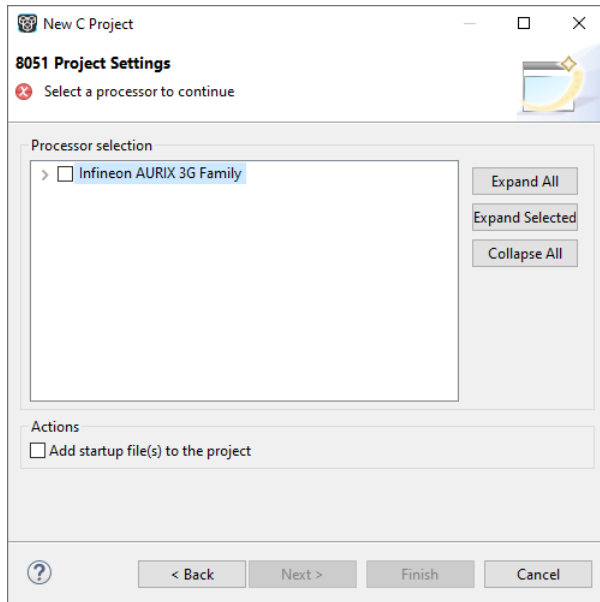 New C Project
8051 Project Settings
Select a processor to continue
Processor selection
Infineon AURIX 3G Family
Expand All
Expand Selected
Collapse All
Actions
Add startup file(s) to the project
?
< Back
Next >
Finish
Cancel